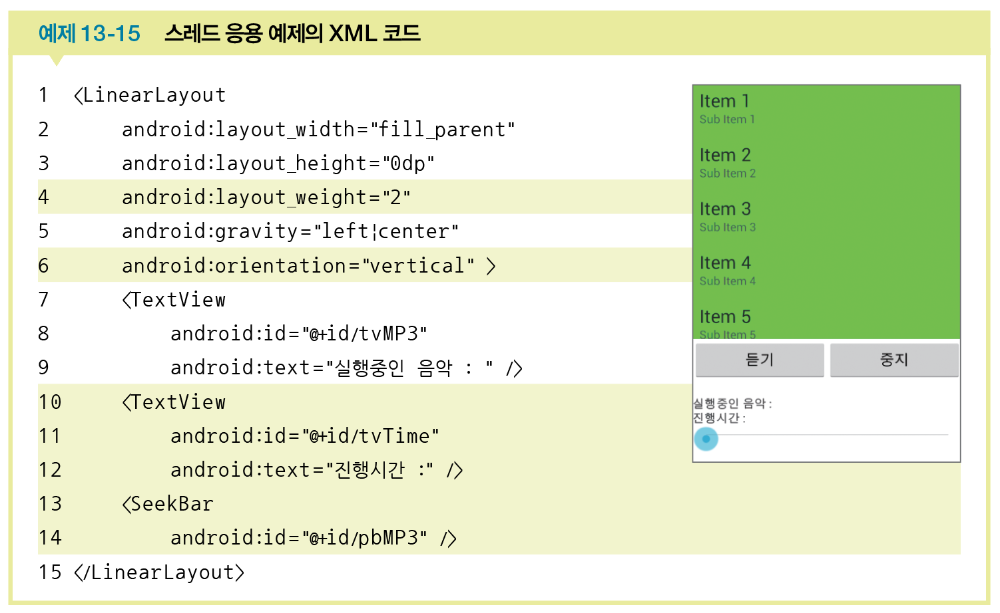 예제 13-15 스레드 응용 예제의 XML 코드
1 <LinearLayout
2 android:layout_width="fill_parent"
3 android:layout_height="0dp"
4 android:layout_weight="2"
5 android:gravity="left¦center"
6 android:orientation="vertical" >
7 <TextView
8 android:id="@+id/tvMP3"
9 android:text="실행중인 음악 : " />
10 <TextView
11 android:id="@+id/tvTime"
12 android:text="진행시간 :" />
13 <SeekBar
14 android:id="@+id/pbMP3" />
15 </LinearLayout>
Item 1
Sub Item 1
Item 2
Sub Item 2
Item 3
Sub Item 3
Item 4
Sub Item 4
Item 5
Sub Item 5
듣기 중지
실행중인 음악 :
진행시간 :